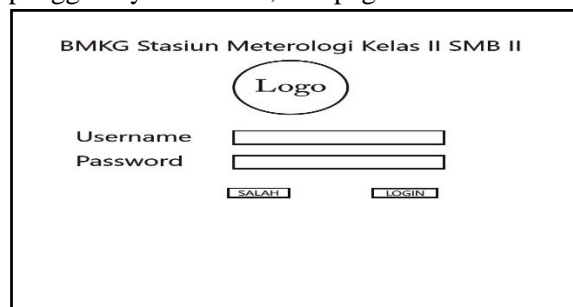 BMKG Stasiun Meterologi Kelas II SMB II
Logo
Username
Password
SALAH LOGIN